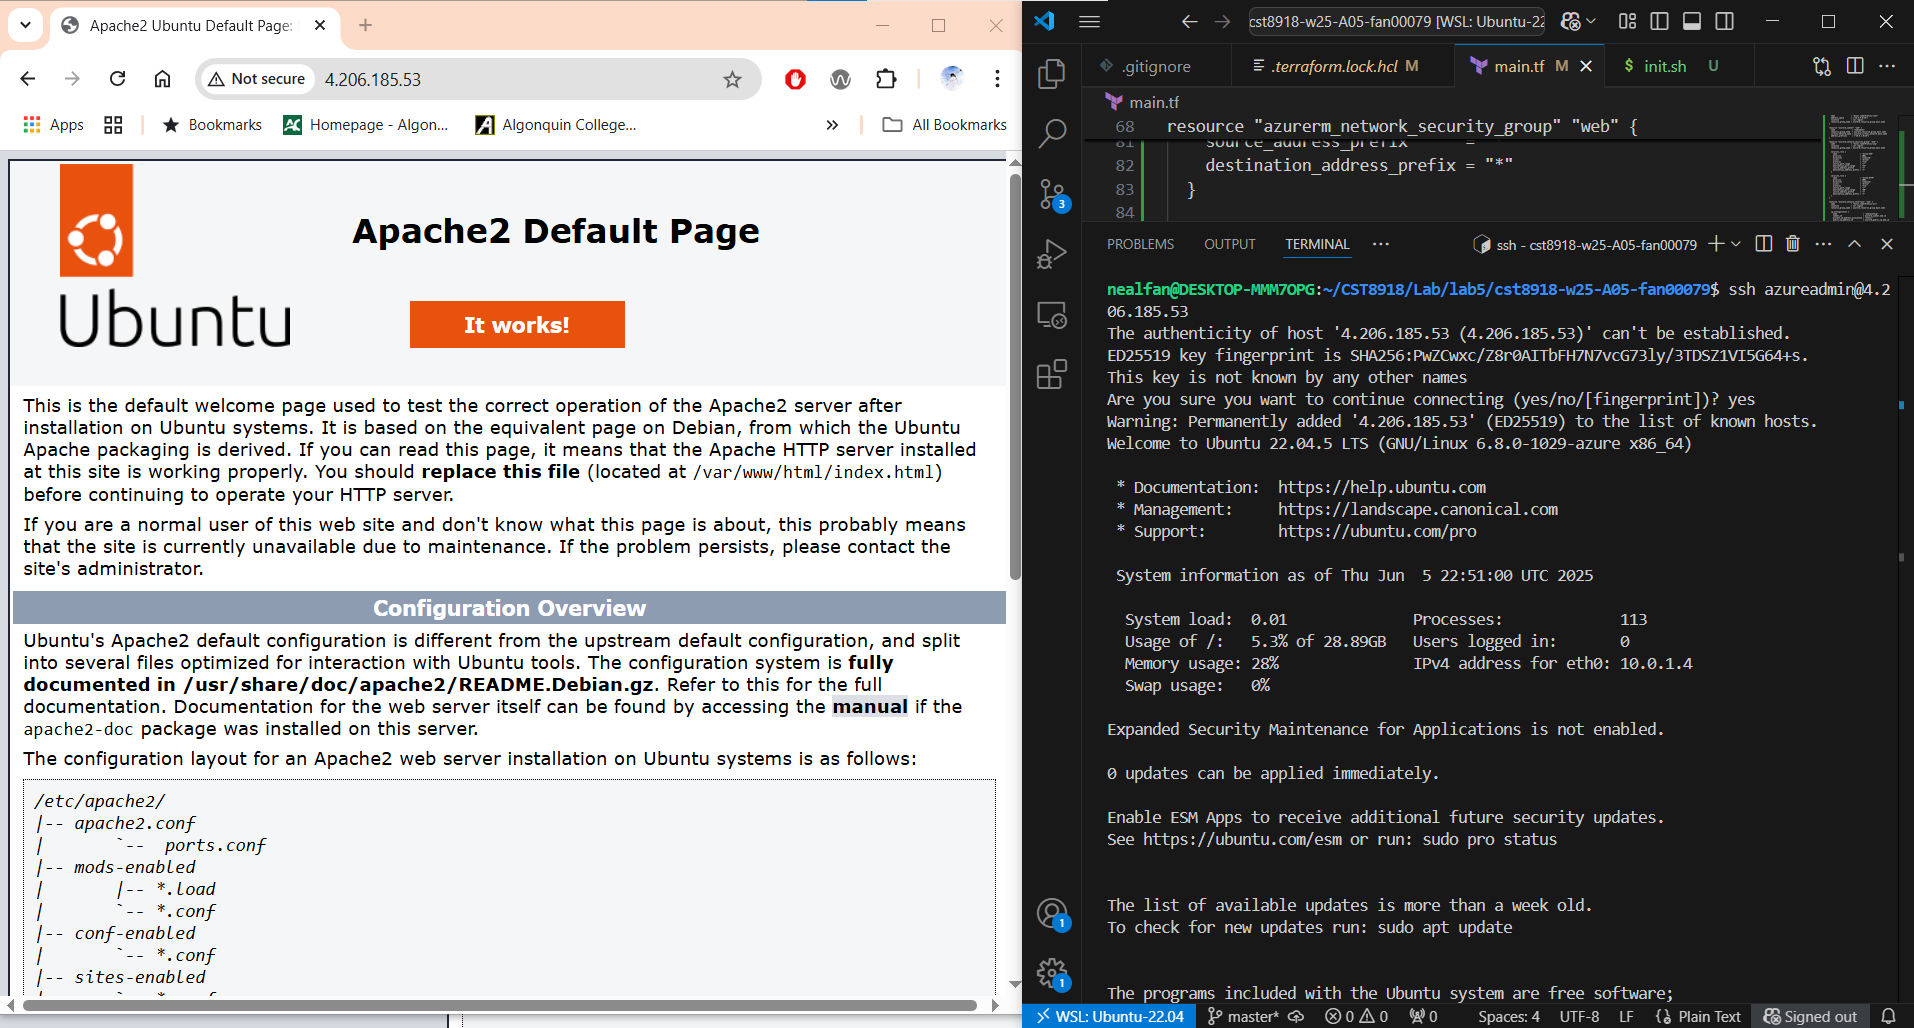 Apache2 Ubuntu Default Page:
Not secure
4.206.185.53
Apps
Bookmarks
Homepage - Algon...
Algonquin College...
»
All Bookmarks
Ubuntu
Apache2 Default Page
It works!
This is the default welcome page used to test the correct operation of the Apache2 server after
installation on Ubuntu systems. It is based on the equivalent page on Debian, from which the Ubuntu
Apache packaging is derived. If you can read this page, it means that the Apache HTTP server installed
at this site is working properly. You should replace this file (located at /var/www/html/index.html)
before continuing to operate your HTTP server.
If you are a normal user of this web site and don't know what this page is about, this probably means
that the site is currently unavailable due to maintenance. If the problem persists, please contact the
site's administrator.
Configuration Overview
Ubuntu's Apache2 default configuration is different from the upstream default configuration, and split
into several files optimized for interaction with Ubuntu tools. The configuration system is fully
documented in /usr/share/doc/apache2/README.Debian.gz. Refer to this for the full
documentation. Documentation for the web server itself can be found by accessing the manual if the
apache2-doc package was installed on this server.
The configuration layout for an Apache2 web server installation on Ubuntu systems is as follows:
/etc/apache2/
|-- apache2.conf
|       `--  ports.conf
|-- mods-enabled
|       |-- *.load
|       `-- *.conf
|-- conf-enabled
|       `-- *.conf
|-- sites-enabled
cst8918-w25-A05-fan00079 [WSL: Ubuntu-22
.gitignore
.terraform.lock.hcl M
main.tf M
$ init.sh U
main.tf
68 resource "azurerm_network_security_group" "web" {
81 source_address_prefix =
82 destination_address_prefix = "*"
83 }
84
PROBLEMS OUTPUT TERMINAL
ssh - cst8918-w25-A05-fan00079
nealfan@DESKTOP-MMM7OPG:~/CST8918/Lab/lab5/cst8918-w25-A05-fan00079$ ssh azureadmin@4.2
06.185.53
The authenticity of host '4.206.185.53 (4.206.185.53)' can't be established.
ED25519 key fingerprint is SHA256:PwZCwxc/Z8r0AITbFH7N7vcG73ly/3TDSZ1VI5G64+s.
This key is not known by any other names
Are you sure you want to continue connecting (yes/no/[fingerprint])? yes
Warning: Permanently added '4.206.185.53' (ED25519) to the list of known hosts.
Welcome to Ubuntu 22.04.5 LTS (GNU/Linux 6.8.0-1029-azure x86_64)
* Documentation:  https://help.ubuntu.com
* Management:     https://landscape.canonical.com
* Support:        https://ubuntu.com/pro
System information as of Thu Jun  5 22:51:00 UTC 2025
System load:  0.01              Processes:             113
Usage of /:   5.3% of 28.89GB   Users logged in:       0
Memory usage: 28%               IPv4 address for eth0: 10.0.1.4
Swap usage:   0%
Expanded Security Maintenance for Applications is not enabled.
0 updates can be applied immediately.
Enable ESM Apps to receive additional future security updates.
See https://ubuntu.com/esm or run: sudo pro status
The list of available updates is more than a week old.
To check for new updates run: sudo apt update
The programs included with the Ubuntu system are free software;
3
1
1
WSL: Ubuntu-22.04 master* 0 0 0 Spaces: 4 UTF-8 LF Plain Text Signed out